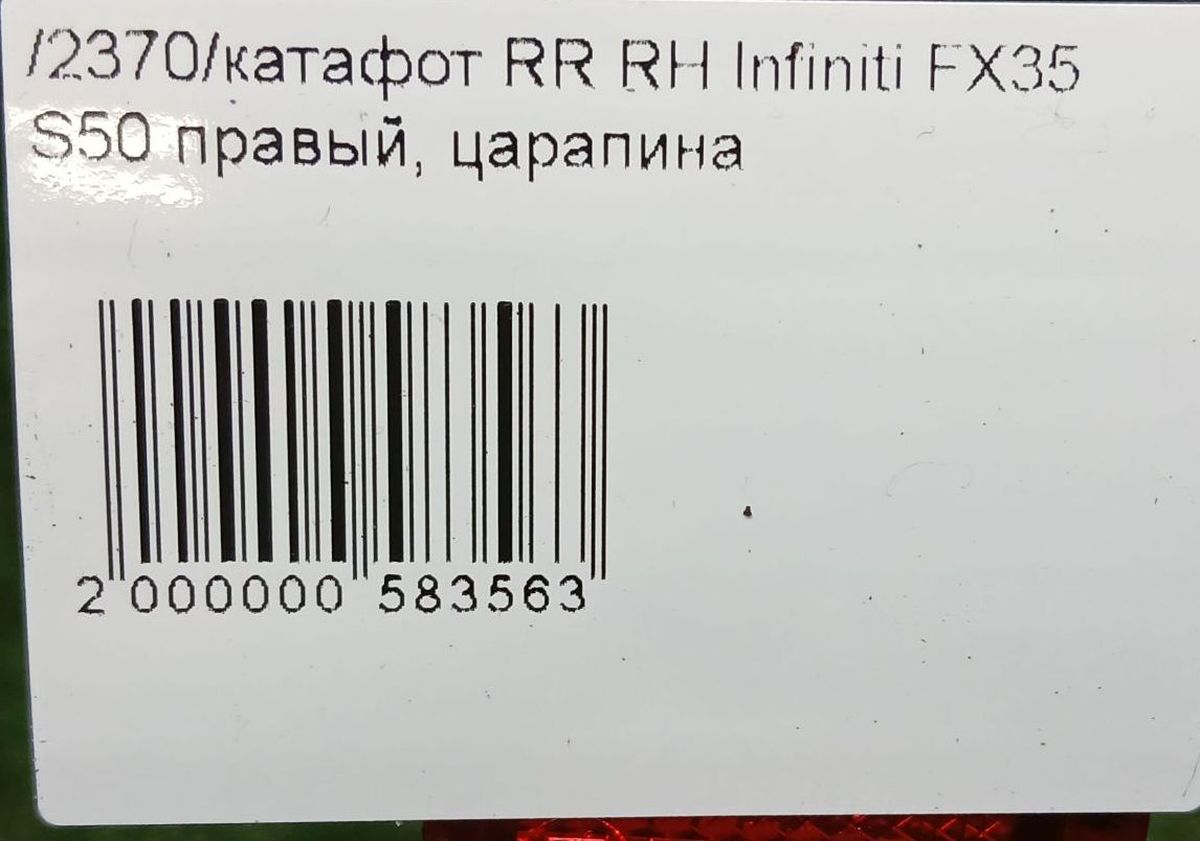 /2370/катафот RR RH Infiniti FX35
S50 правый, царапина
2 000000 583563